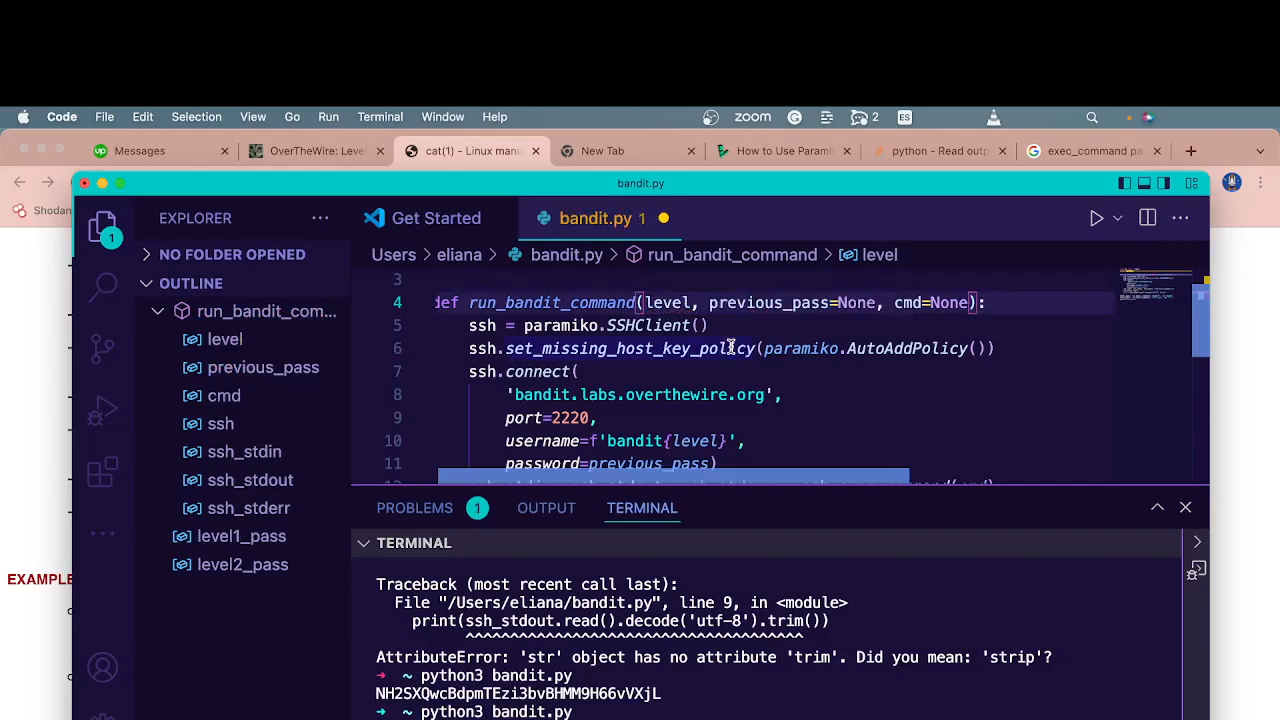 Code File Edit Selection View Go Run Terminal Window Help zoom 2 ES
Messages OverTheWire: Level cat(1) - Linux manu New Tab How to Use Parami python - Read outp exec_command pa
bandit.py
Shodan
EXPLORER
NO FOLDER OPENED
OUTLINE
run_bandit_com...
level
previous_pass
cmd
ssh
ssh_stdin
ssh_stdout
ssh_stderr
level1_pass
level2_pass
1
EXAMPLE
Get Started bandit.py 1
Users eliana bandit.py run_bandit_command level
3
4 def run_bandit_command(level, previous_pass=None, cmd=None):
5 ssh = paramiko.SSHClient()
6 ssh.set_missing_host_key_policy(paramiko.AutoAddPolicy())
7 ssh.connect(
8 'bandit.labs.overthewire.org',
9 port=2220,
10 username=f'bandit{level}',
11 password=previous_pass)
PROBLEMS 1 OUTPUT TERMINAL
TERMINAL
Traceback (most recent call last):
File "/Users/eliana/bandit.py", line 9, in <module>
print(ssh_stdout.read().decode('utf-8').trim())
^^^^^^^^^^^^^^^^^^^^^^^^^^^^^^^^^^^^^
AttributeError: 'str' object has no attribute 'trim'. Did you mean: 'strip'?
➜ ~ python3 bandit.py
NH2SXQwcBdpmTEzi3bvBHMM9H66vVXjL
➜ ~ python3 bandit.py